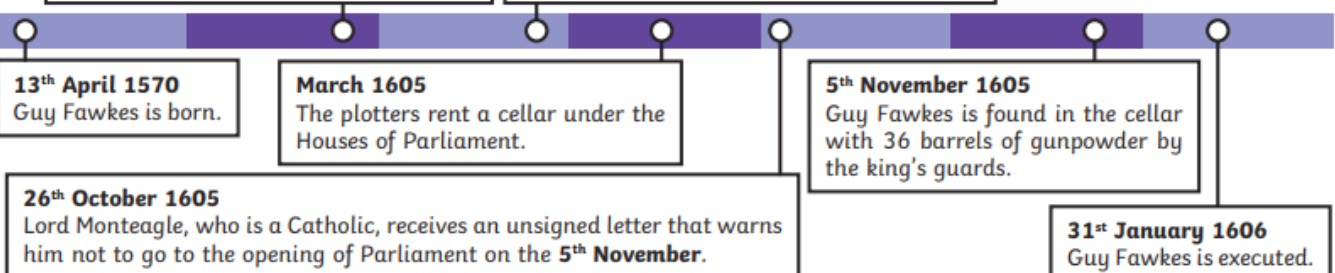 13th April 1570
Guy Fawkes is born.
March 1605
The plotters rent a cellar under the
Houses of Parliament.
26th October 1605
Lord Monteagle, who is a Catholic, receives an unsigned letter that warns
him not to go to the opening of Parliament on the 5th November.
5th November 1605
Guy Fawkes is found in the cellar
with 36 barrels of gunpowder by
the king's guards.
31st January 1606
Guy Fawkes is executed.